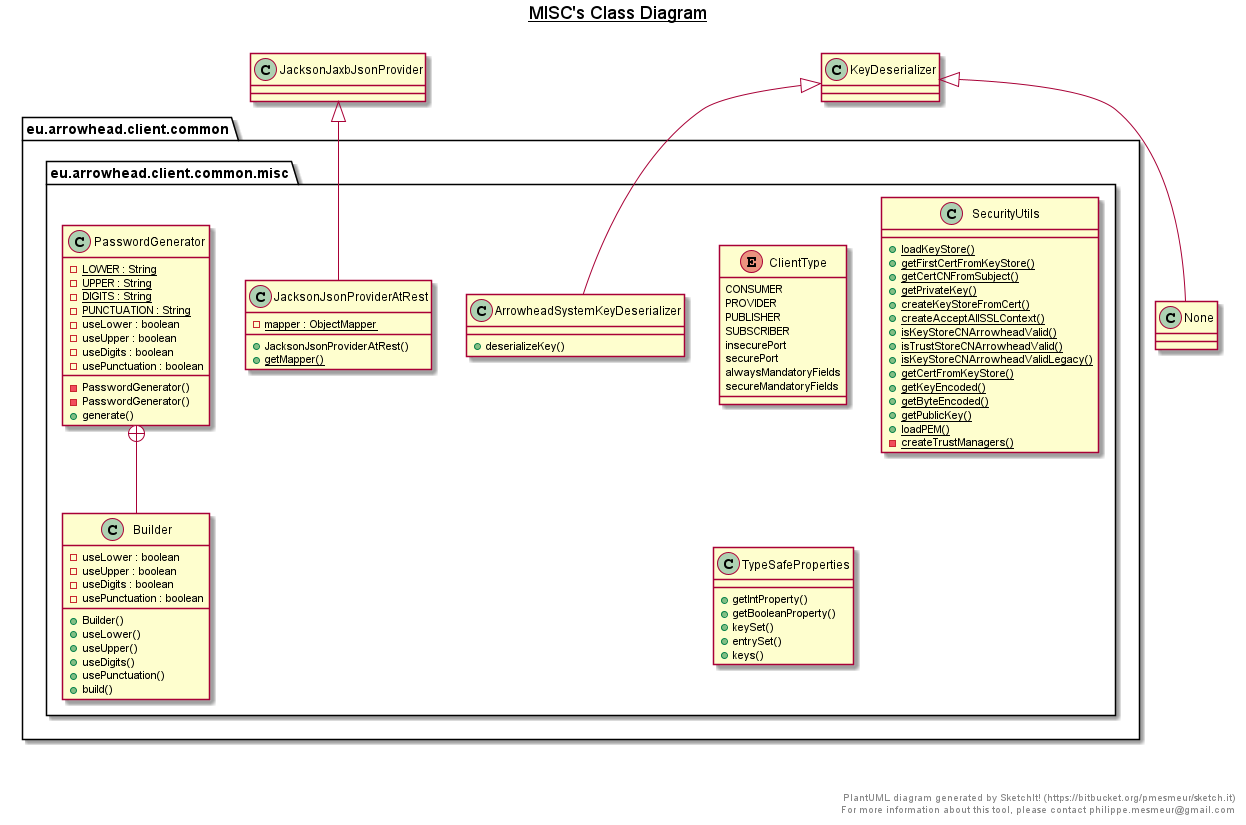 MISC's Class Diagram
C JacksonJaxbJsonProvider
C KeyDeserializer
eu.arrowhead.client.common
eu.arrowhead.client.common.misc
C PasswordGenerator
LOWER : String
UPPER : String
DIGITS : String
PUNCTUATION : String
useLower : boolean
useUpper : boolean
useDigits : boolean
usePunctuation : boolean
PasswordGenerator()
PasswordGenerator()
generate()
C JacksonJsonProviderAtRest
mapper : ObjectMapper
JacksonJsonProviderAtRest()
getMapper()
C ArrowheadSystemKeyDeserializer
deserializeKey()
E ClientType
CONSUMER
PROVIDER
PUBLISHER
SUBSCRIBER
insecurePort
securePort
alwaysMandatoryFields
secureMandatoryFields
C SecurityUtils
loadKeyStore()
getFirstCertFromKeyStore()
getCertCNFromSubject()
getPrivateKey()
createKeyStoreFromCert()
createAcceptAllSSLContext()
isKeyStoreCNArrowheadValid()
isTrustStoreCNArrowheadValid()
isKeyStoreCNArrowheadValidLegacy()
getCertFromKeyStore()
getKeyEncoded()
getByteEncoded()
getPublicKey()
loadPEM()
createTrustManagers()
C None
C Builder
useLower : boolean
useUpper : boolean
useDigits : boolean
usePunctuation : boolean
Builder()
useLower()
useUpper()
useDigits()
usePunctuation()
build()
C TypeSafeProperties
getIntProperty()
getBooleanProperty()
keySet()
entrySet()
keys()
PlantUML diagram generated by SketchIt! (https://bitbucket.org/pmesmeur/sketch.it)
For more information about this tool, please contact philippe.mesmeur@gmail.com